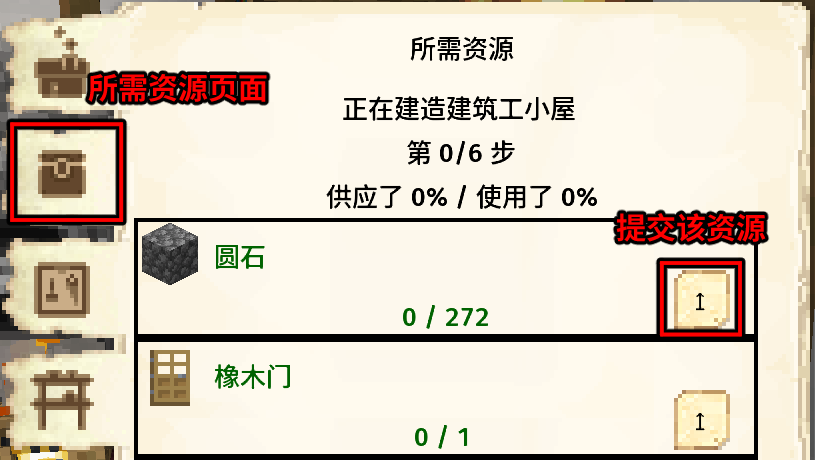 所需资源
所需资源页面
正在建造建筑工小屋
第 0/6 步
供应了 0% / 使用了 0%
提交该资源
圆石
0 / 272
橡木门
0 / 1